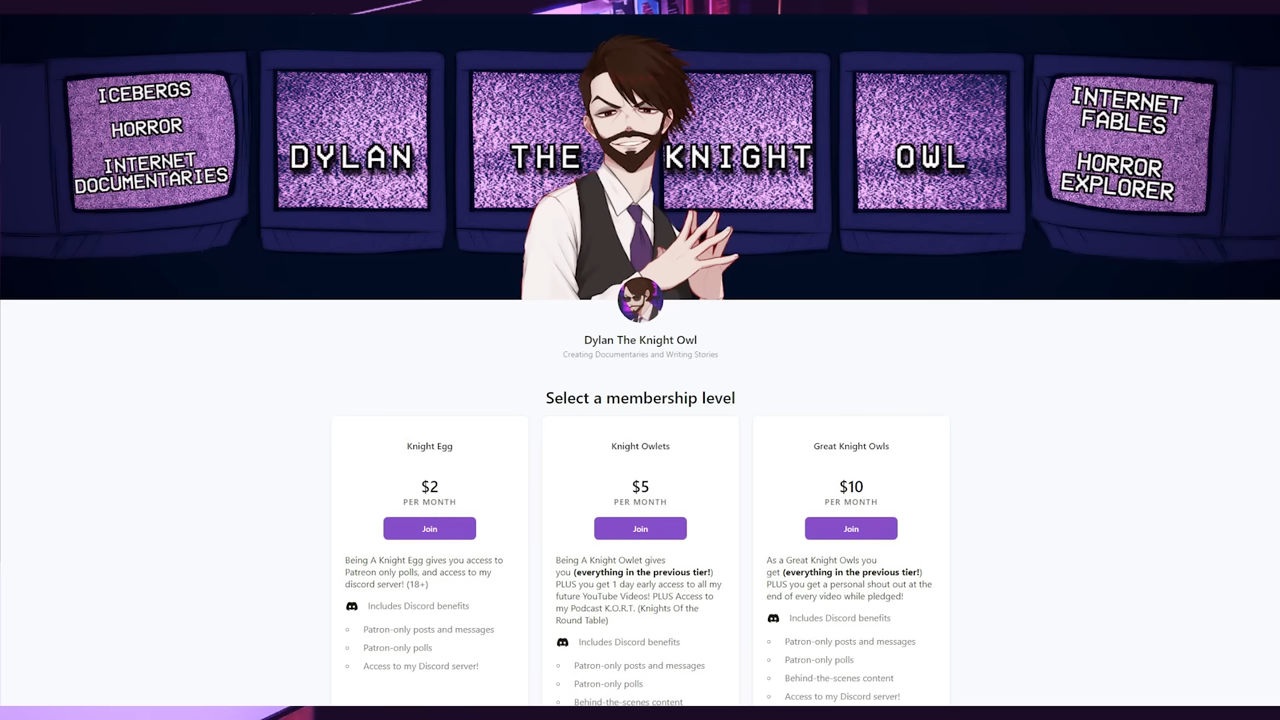 ICEBERGS
HORROR
INTERNET
DOCUMENTARIES
DYLAN THE KNIGHT OWL
INTERNET
FABLES
HORROR
EXPLORER
Dylan The Knight Owl
Creating Documentaries and Writing Stories
Select a membership level
Knight Egg
$2
PER MONTH
Join
Being A Knight Egg gives you access to
Patreon only polls, and access to my
discord server! (18+)
Includes Discord benefits
Patron-only posts and messages
Patron-only polls
Access to my Discord server!
Knight Owlets
$5
PER MONTH
Join
Being A Knight Owlet gives
you (everything in the previous tier!)
PLUS you get 1 day early access to all my
future YouTube Videos! PLUS Access to
my Podcast K.O.R.T. (Knights Of the
Round Table)
Includes Discord benefits
Patron-only posts and messages
Patron-only polls
Behind-the-scenes content
Great Knight Owls
$10
PER MONTH
Join
As a Great Knight Owls you
get (everything in the previous tier!)
PLUS you get a personal shout out at the
end of every video while pledged!
Includes Discord benefits
Patron-only posts and messages
Patron-only polls
Behind-the-scenes content
Access to my Discord server!